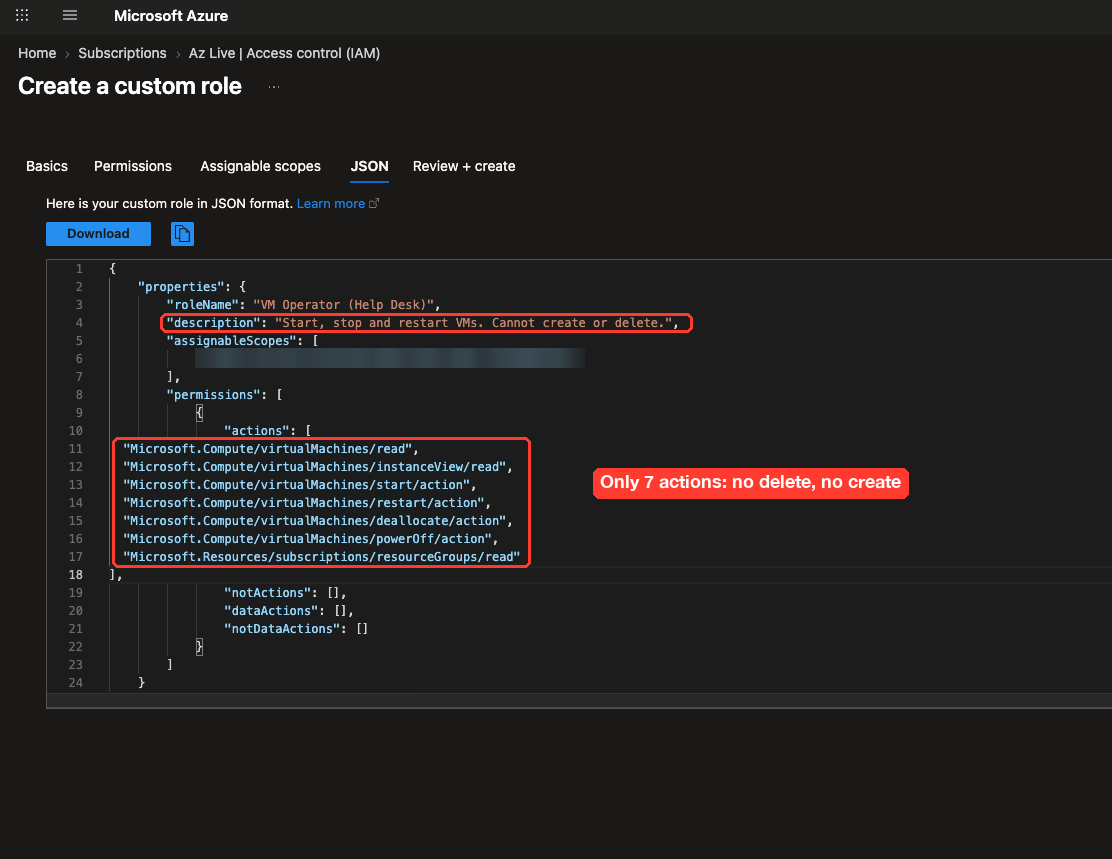 Microsoft Azure
Home › Subscriptions › Az Live | Access control (IAM)
Create a custom role ...
Basics Permissions Assignable scopes JSON Review + create
Here is your custom role in JSON format. Learn more
Download
1 {
2 "properties": {
3 "roleName": "VM Operator (Help Desk)",
4 "description": "Start, stop and restart VMs. Cannot create or delete.",
5 "assignableScopes": [
6
7 ],
8 "permissions": [
9 {
10 "actions": [
11 "Microsoft.Compute/virtualMachines/read",
12 "Microsoft.Compute/virtualMachines/instanceView/read",
13 "Microsoft.Compute/virtualMachines/start/action",
14 "Microsoft.Compute/virtualMachines/restart/action",
15 "Microsoft.Compute/virtualMachines/deallocate/action",
16 "Microsoft.Compute/virtualMachines/powerOff/action",
17 "Microsoft.Resources/subscriptions/resourceGroups/read"
Only 7 actions: no delete, no create
18 ],
19 "notActions": [],
20 "dataActions": [],
21 "notDataActions": []
22 }
23 ]
24 }